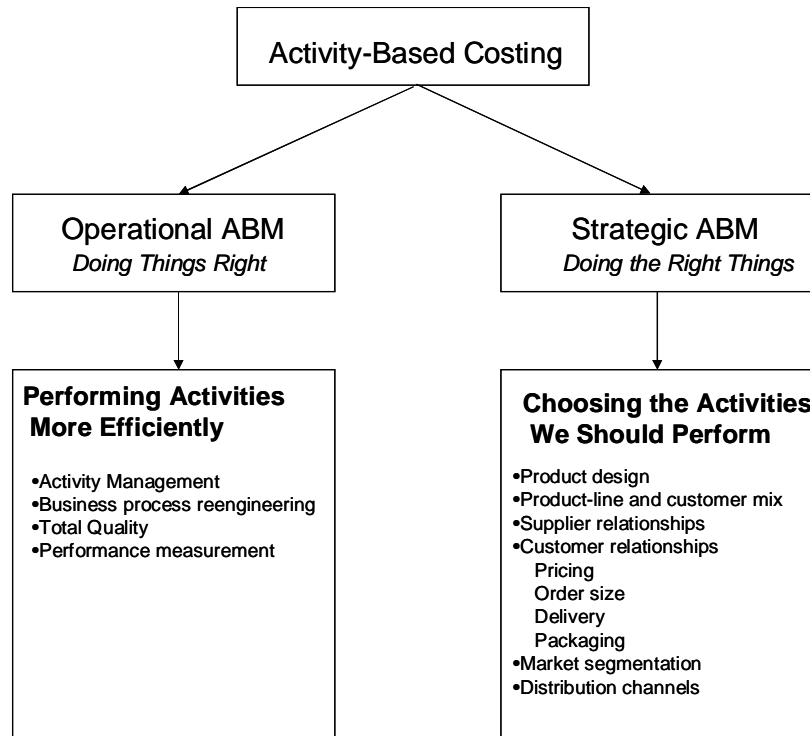 Activity-Based Costing
Operational ABM
Doing Things Right
Strategic ABM
Doing the Right Things
Performing Activities
More Efficiently
•Activity Management
•Business process reengineering
•Total Quality
•Performance measurement
Choosing the Activities
We Should Perform
•Product design
•Product-line and customer mix
•Supplier relationships
•Customer relationships
Pricing
Order size
Delivery
Packaging
•Market segmentation
•Distribution channels